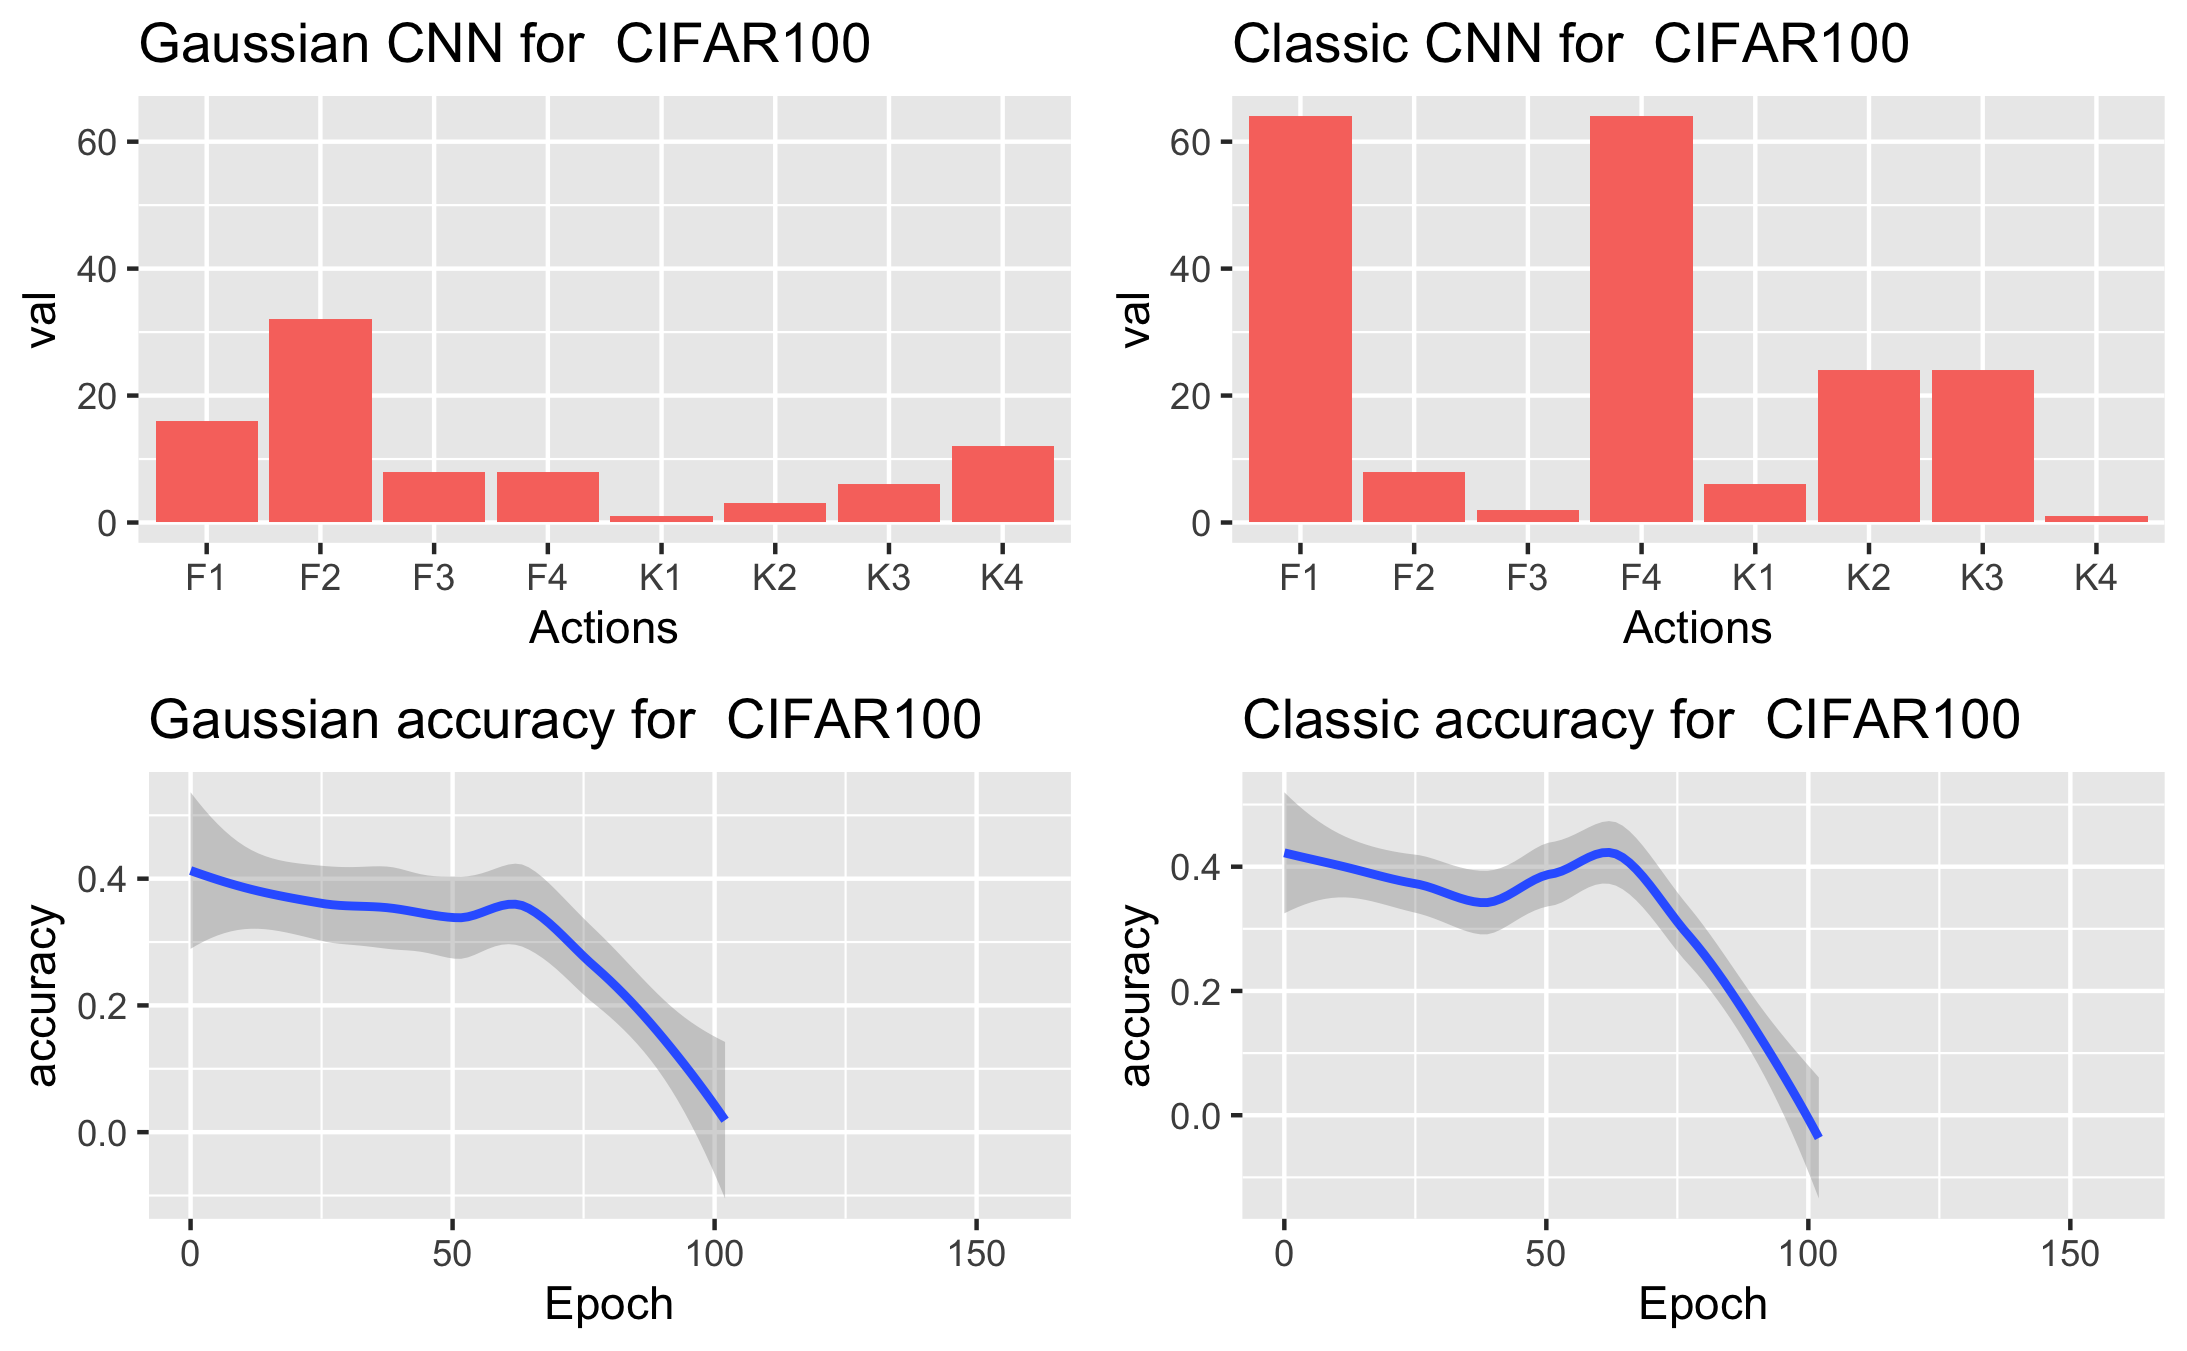 Gaussian CNN for  CIFAR100
60
40
20
0
val
F1 F2 F3 F4 K1 K2 K3 K4
Actions
Classic CNN for  CIFAR100
60
40
20
0
val
F1 F2 F3 F4 K1 K2 K3 K4
Actions
Gaussian accuracy for  CIFAR100
0.4
0.2
0.0
accuracy
0 50 100 150
Epoch
Classic accuracy for  CIFAR100
0.4
0.2
0.0
accuracy
0 50 100 150
Epoch